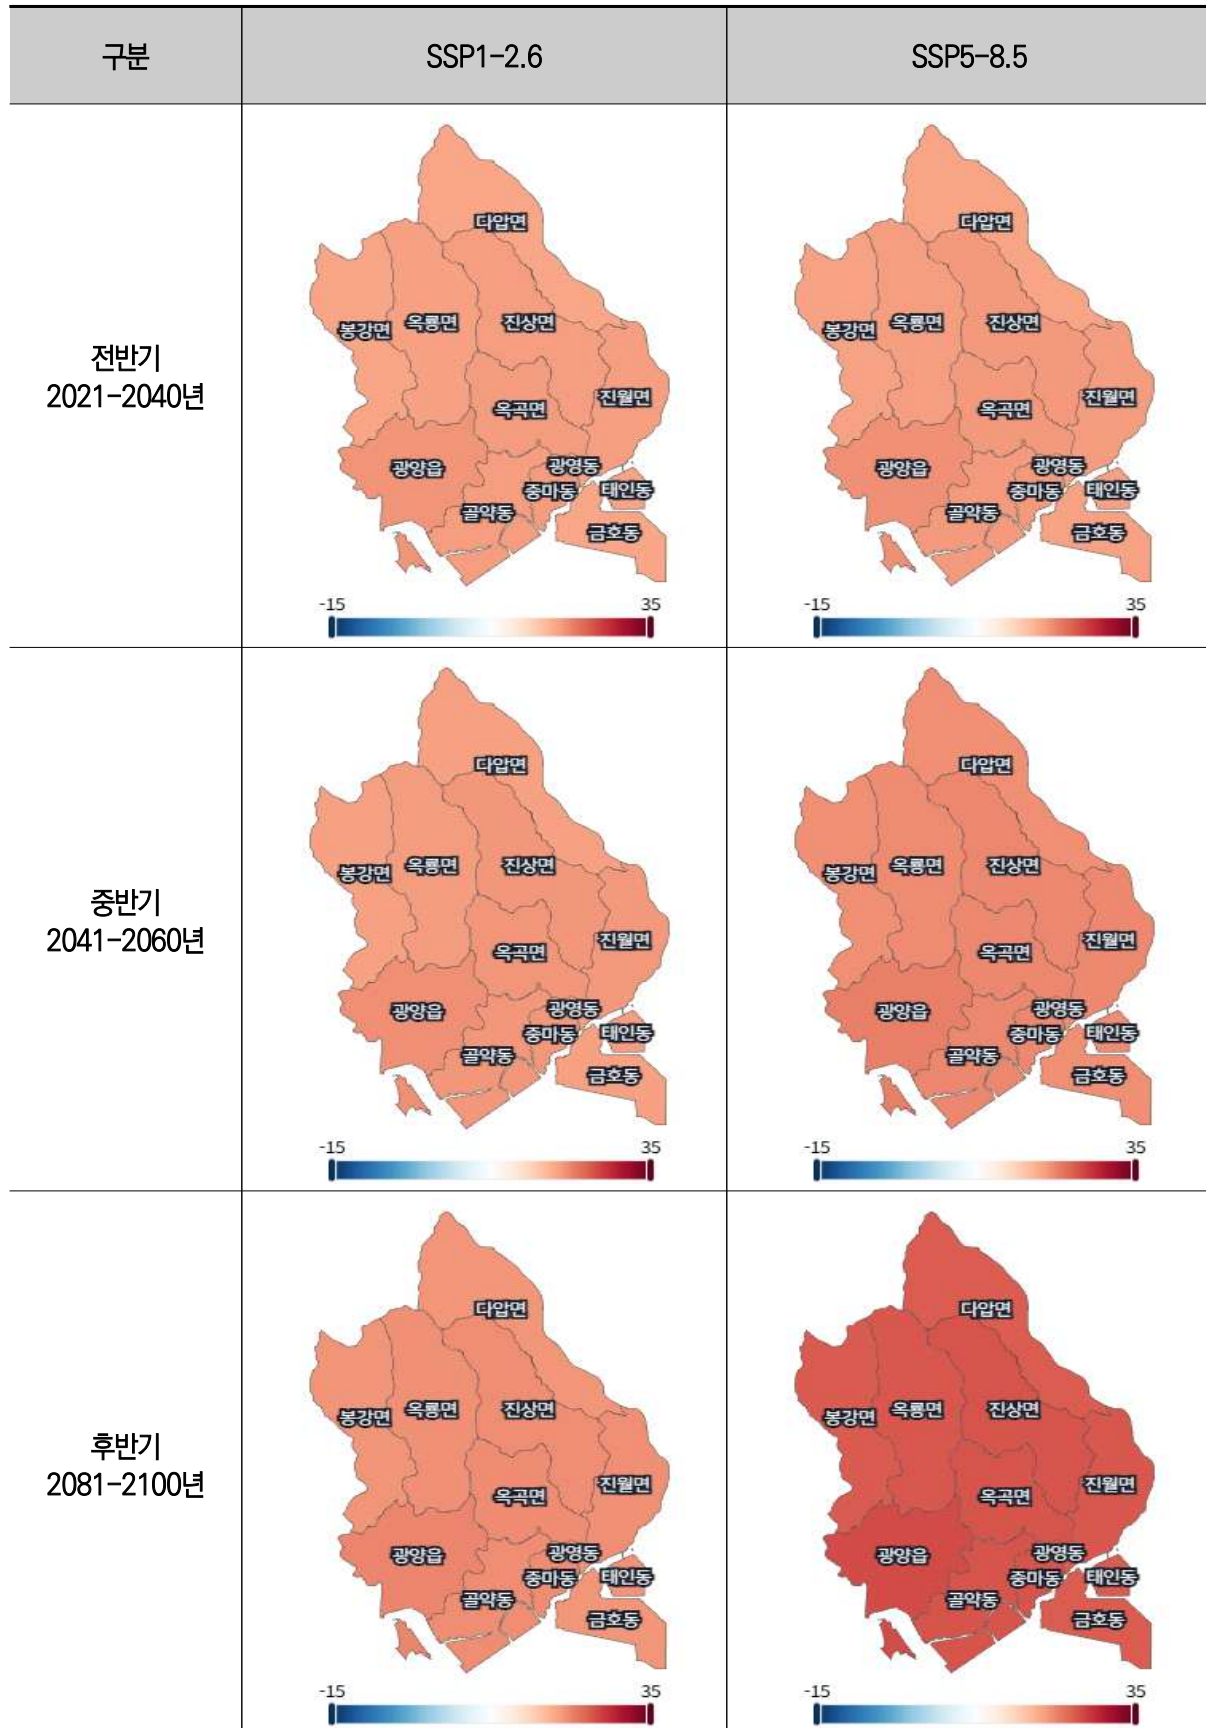 구분
SSP1-2.6
SSP5-8.5
전반기
2021-2040년
다압면
봉강면
옥룡면
진상면
옥곡면
진월면
광양읍
광영동
중마동
태인동
골약동
금호동
-15
35
다압면
봉강면
옥룡면
진상면
옥곡면
진월면
광양읍
광영동
중마동
태인동
골약동
금호동
-15
35
중반기
2041-2060년
다압면
봉강면
옥룡면
진상면
옥곡면
진월면
광양읍
광영동
중마동
태인동
골약동
금호동
-15
35
다압면
봉강면
옥룡면
진상면
옥곡면
진월면
광양읍
광영동
중마동
태인동
골약동
금호동
-15
35
후반기
2081-2100년
다압면
봉강면
옥룡면
진상면
옥곡면
진월면
광양읍
광영동
중마동
태인동
골약동
금호동
-15
35
다압면
봉강면
옥룡면
진상면
옥곡면
진월면
광양읍
광영동
중마동
태인동
골약동
금호동
-15
35